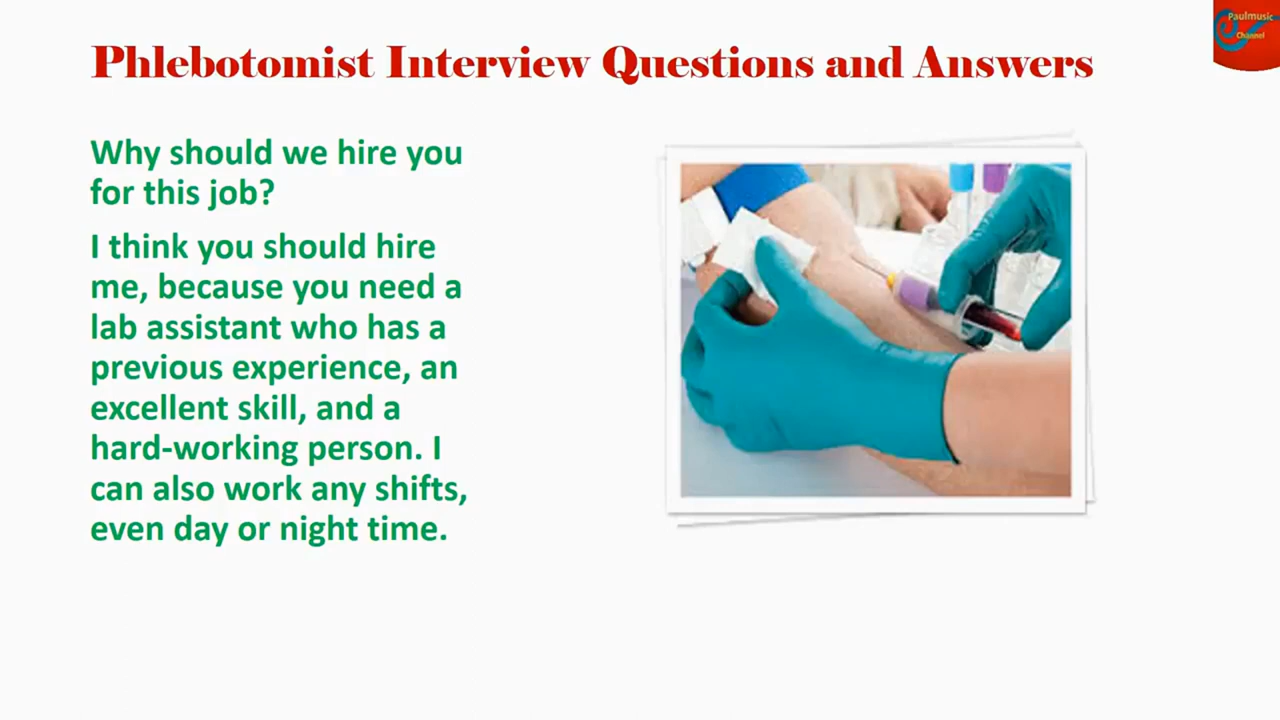 Paulmusic
Channel
Phlebotomist Interview Questions and Answers
Why should we hire you
for this job?
I think you should hire
me, because you need a
lab assistant who has a
previous experience, an
excellent skill, and a
hard-working person. I
can also work any shifts,
even day or night time.